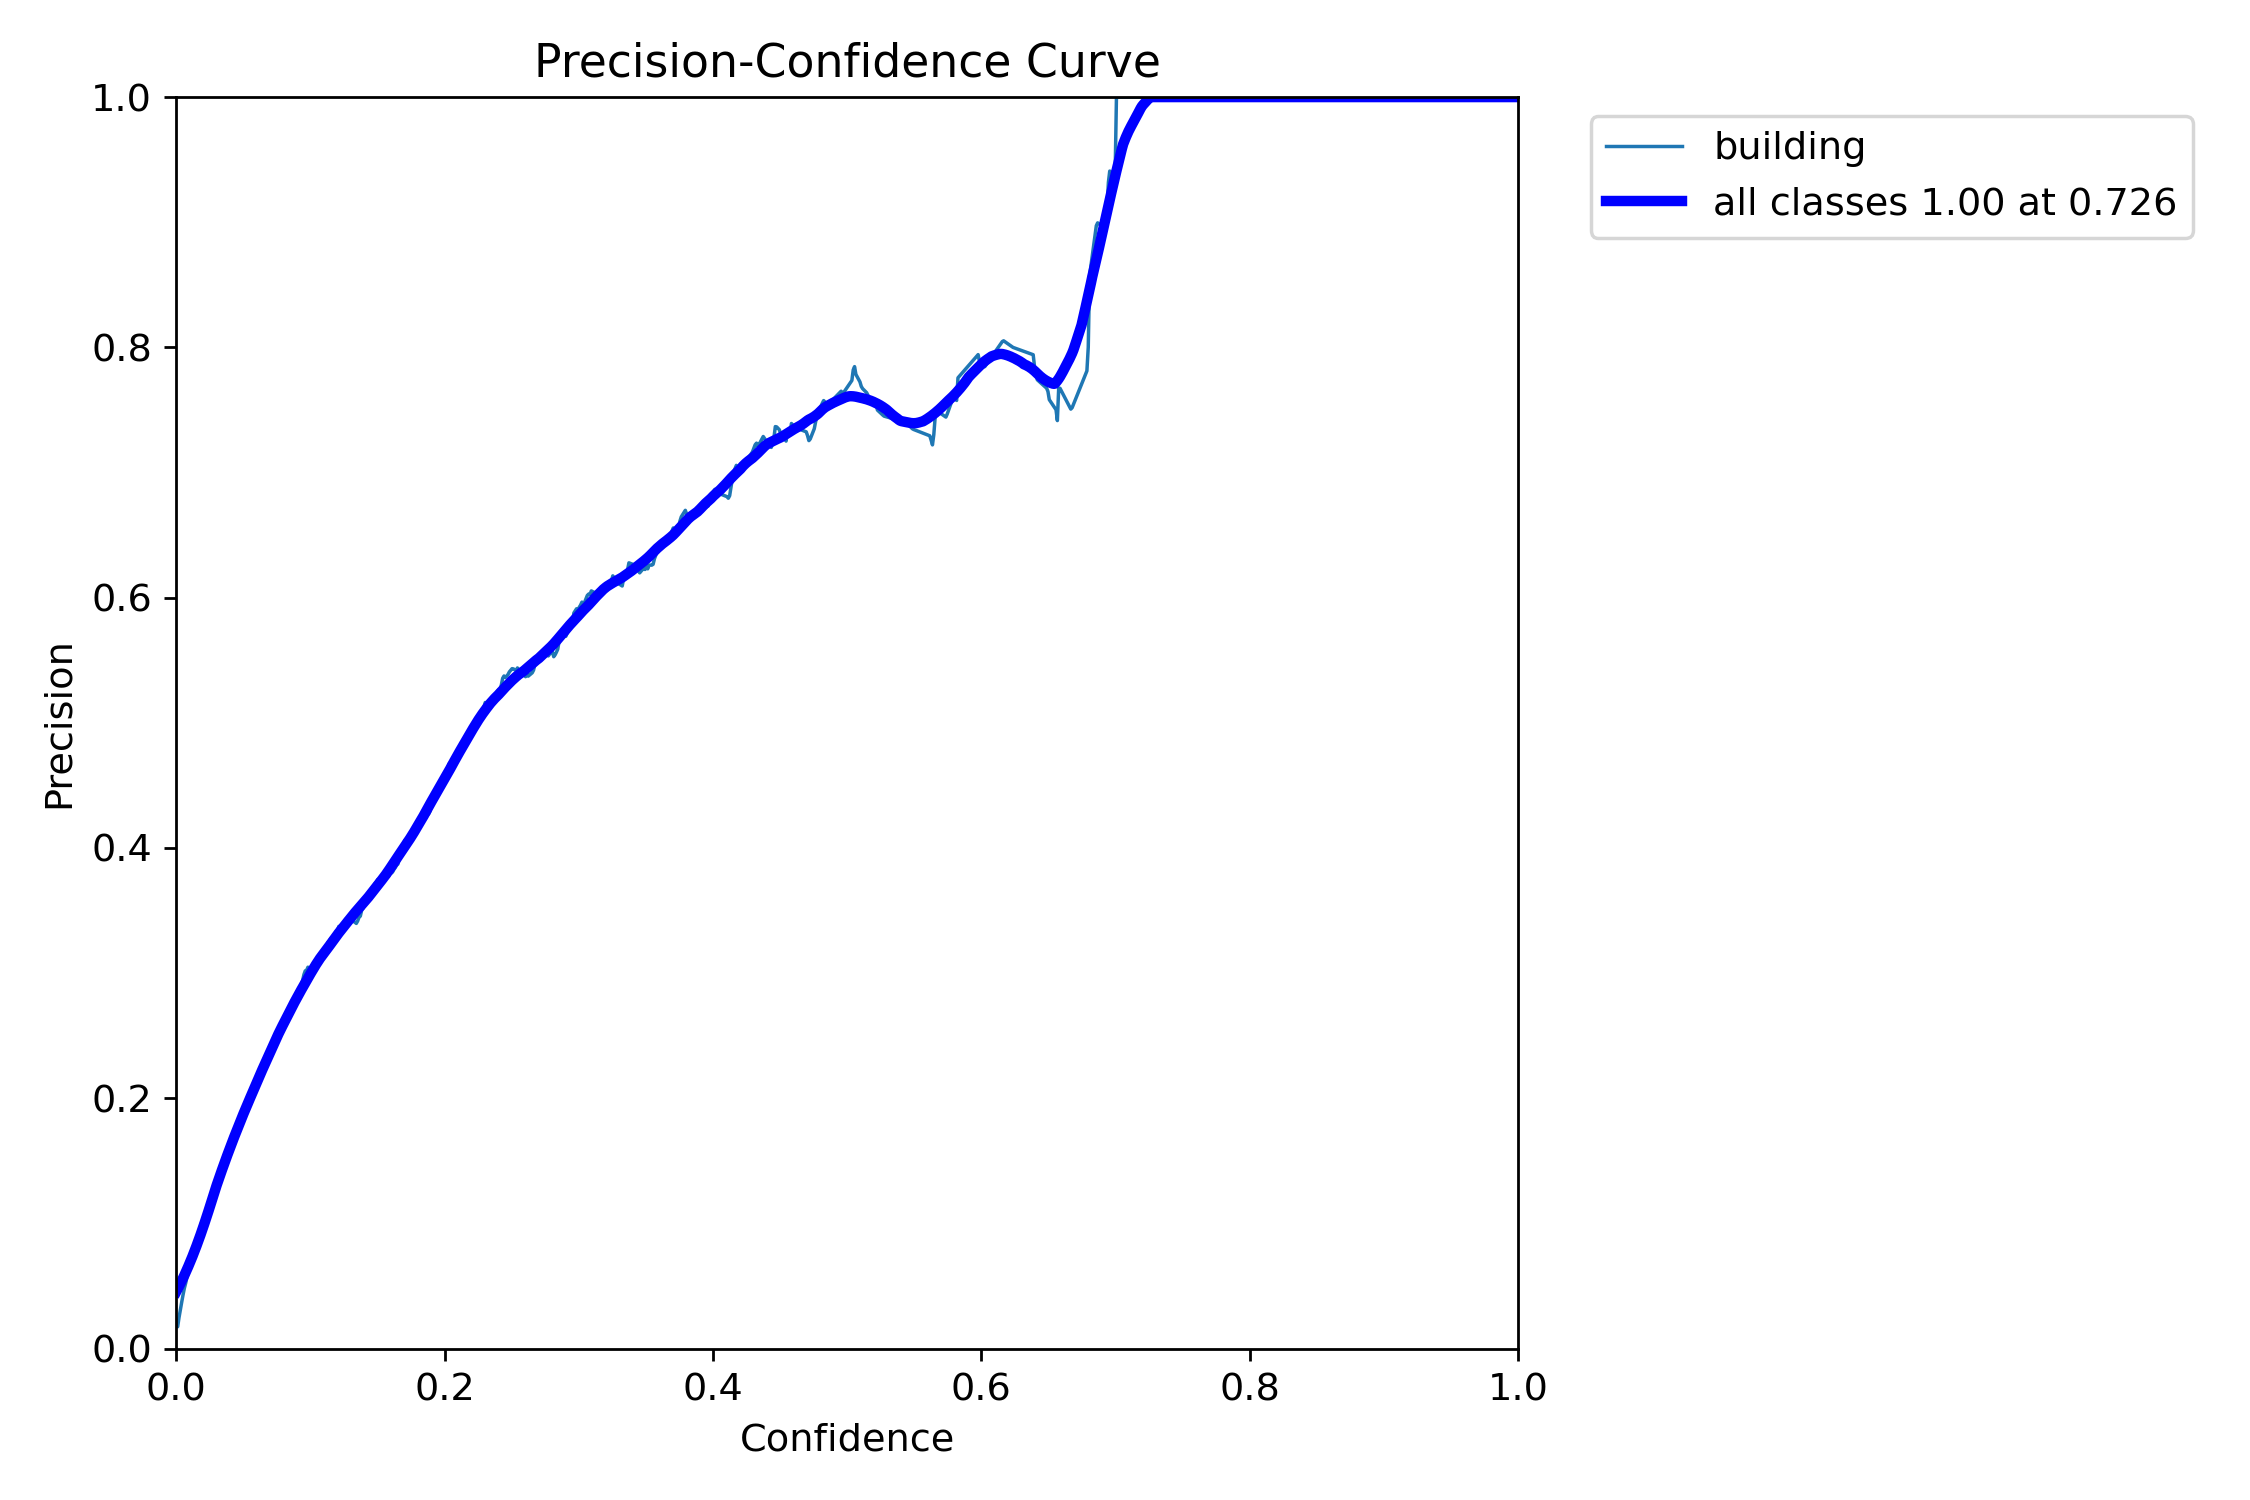 Precision-Confidence Curve
building
all classes 1.00 at 0.726
1.0
0.8
0.6
0.4
0.2
0.0
Precision
0.0 0.2 0.4 0.6 0.8 1.0
Confidence